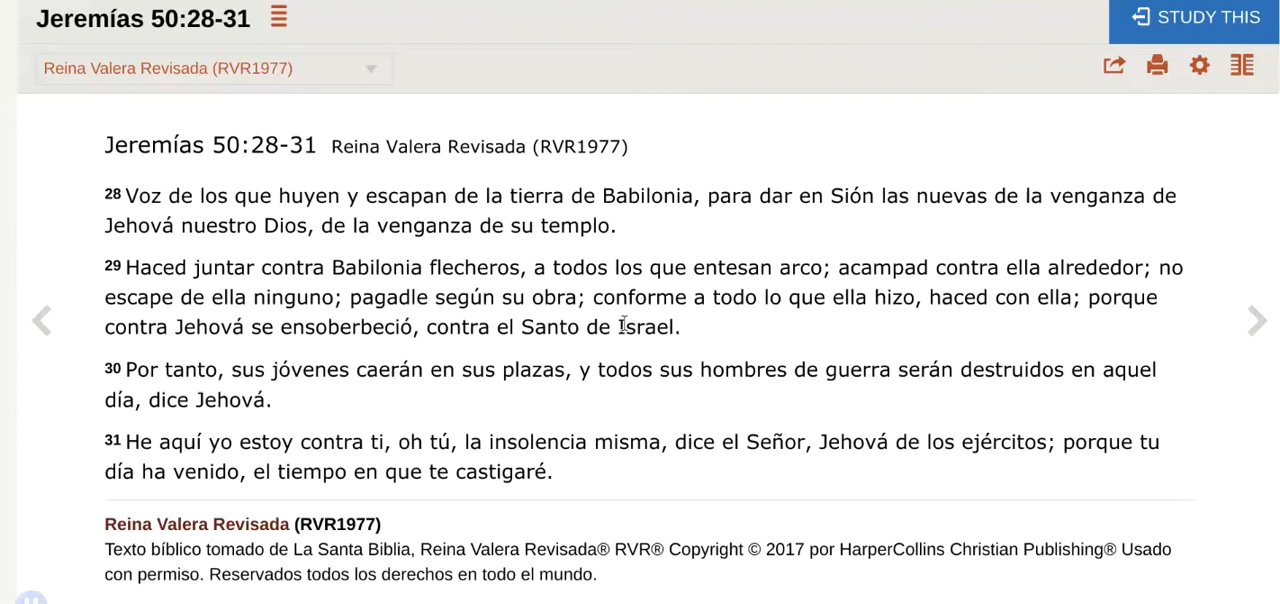 Jeremías 50:28-31
STUDY THIS
Reina Valera Revisada (RVR1977)
Jeremías 50:28-31 Reina Valera Revisada (RVR1977)
28 Voz de los que huyen y escapan de la tierra de Babilonia, para dar en Sión las nuevas de la venganza de
Jehová nuestro Dios, de la venganza de su templo.
29 Haced juntar contra Babilonia flecheros, a todos los que entesan arco; acampad contra ella alrededor; no
escape de ella ninguno; pagadle según su obra; conforme a todo lo que ella hizo, haced con ella; porque
contra Jehová se ensoberbeció, contra el Santo de Israel.
30 Por tanto, sus jóvenes caerán en sus plazas, y todos sus hombres de guerra serán destruidos en aquel
día, dice Jehová.
31 He aquí yo estoy contra ti, oh tú, la insolencia misma, dice el Señor, Jehová de los ejércitos; porque tu
día ha venido, el tiempo en que te castigaré.
Reina Valera Revisada (RVR1977)
Texto bíblico tomado de La Santa Biblia, Reina Valera Revisada® RVR® Copyright © 2017 por HarperCollins Christian Publishing® Usado
con permiso. Reservados todos los derechos en todo el mundo.